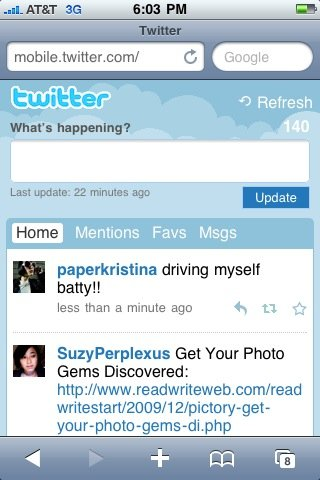 AT&T 3G 6:03 PM
Twitter
mobile.twitter.com/ Google
twitter Refresh
What's happening? 140
Last update: 22 minutes ago Update
Home Mentions Favs Msgs
paperkristina driving myself
batty!!
less than a minute ago
SuzyPerplexus Get Your Photo
Gems Discovered:
http://www.readwriteweb.com/read
writestart/2009/12/pictory-get-
your-photo-gems-di.php
8